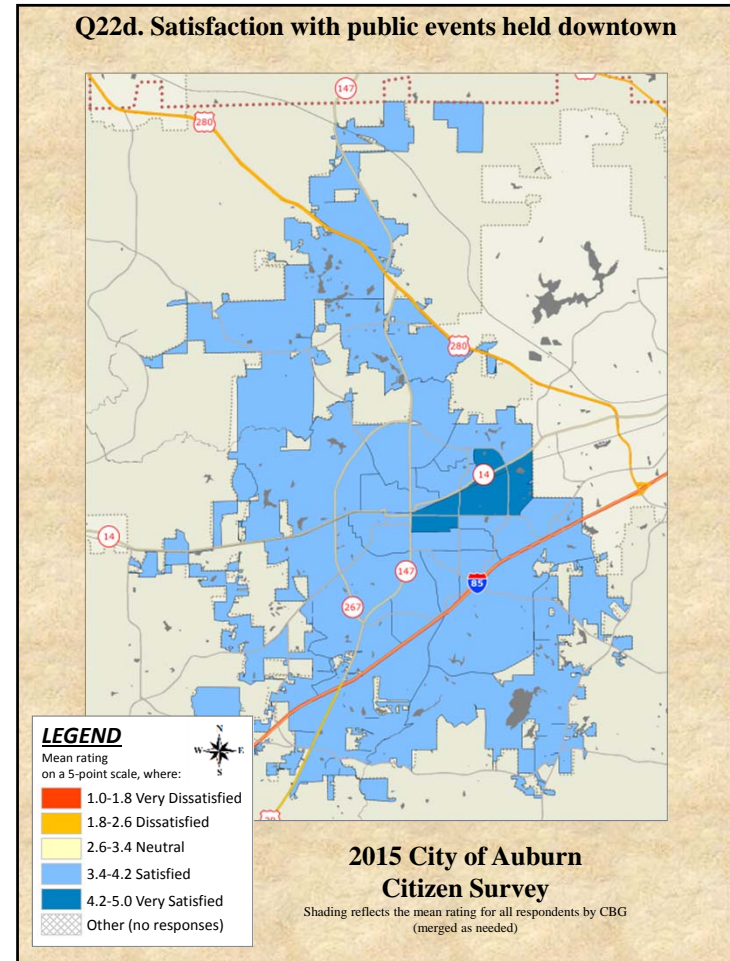 Q22d. Satisfaction with public events held downtown
147
280
280
14
14
147
85
267
LEGEND
Mean rating
on a 5-point scale, where:
N
W
E
S
1.0-1.8 Very Dissatisfied
1.8-2.6 Dissatisfied
2.6-3.4 Neutral
3.4-4.2 Satisfied
4.2-5.0 Very Satisfied
Other (no responses)
2015 City of Auburn
Citizen Survey
Shading reflects the mean rating for all respondents by CBG
(merged as needed)